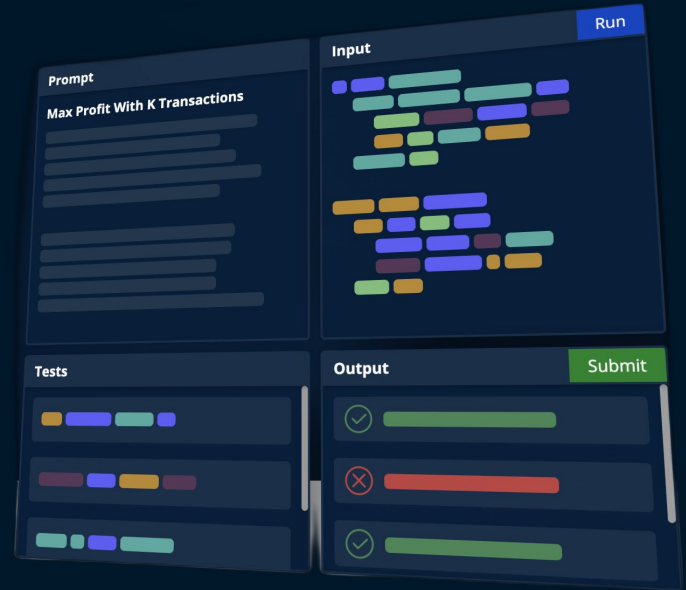 Prompt
Max Profit With K Transactions
Input
Run
Tests
Output
Submit